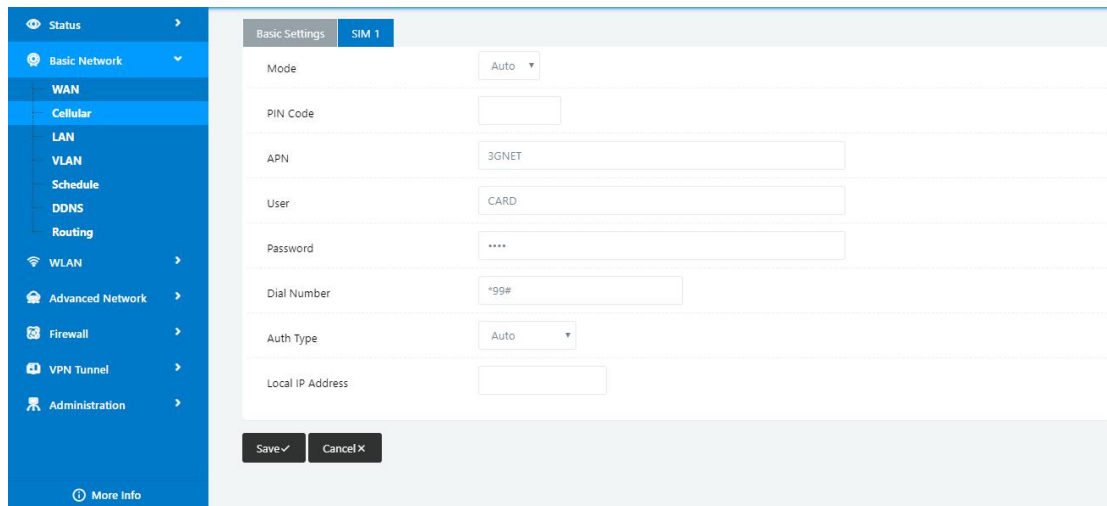 Status
Basic Network
WAN
Cellular
LAN
VLAN
Schedule
DDNS
Routing
WLAN
Advanced Network
Firewall
VPN Tunnel
Administration
More Info
Basic Settings SIM 1
Mode Auto
PIN Code
APN 3GNET
User CARD
Password ••••
Dial Number *99#
Auth Type Auto
Local IP Address
Save Cancel